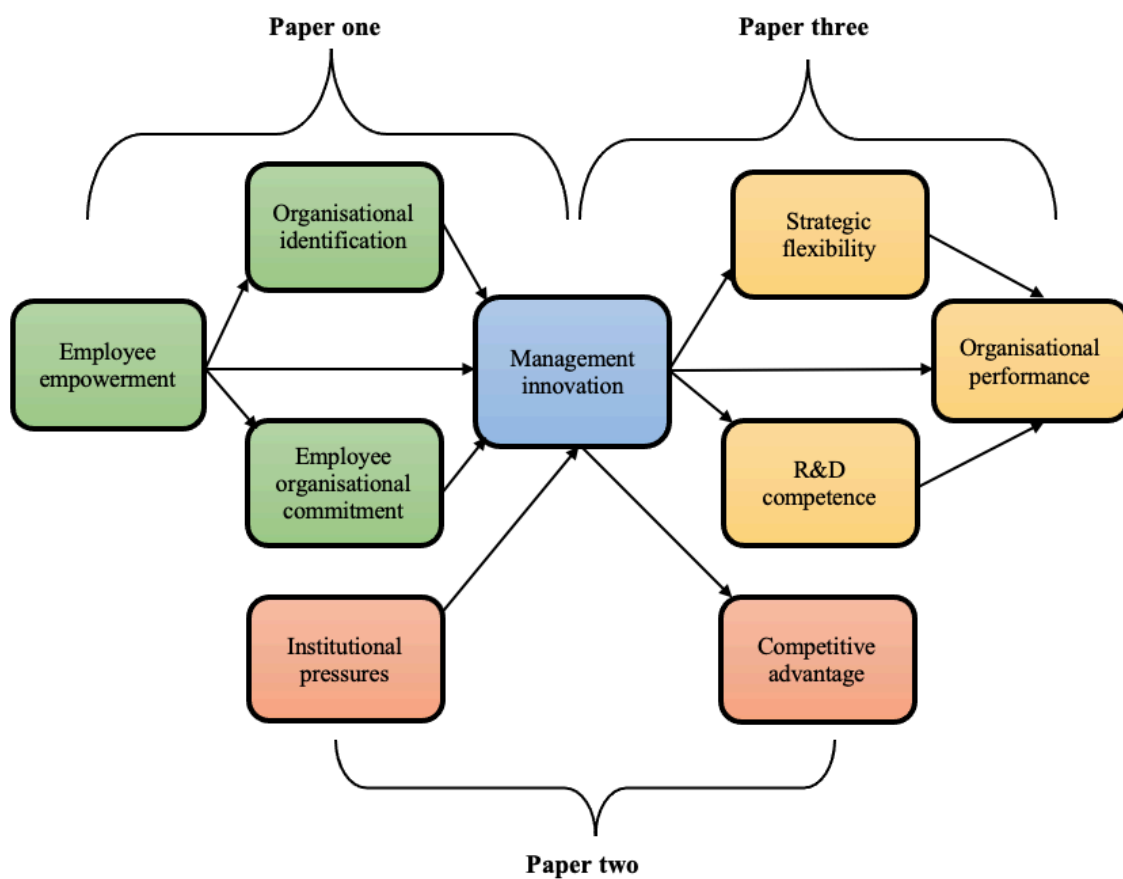 Paper one
Paper three
Organisational
identification
Strategic
flexibility
Employee
empowerment
Management
innovation
Organisational
performance
Employee
organisational
commitment
R&D
competence
Institutional
pressures
Competitive
advantage
Paper two